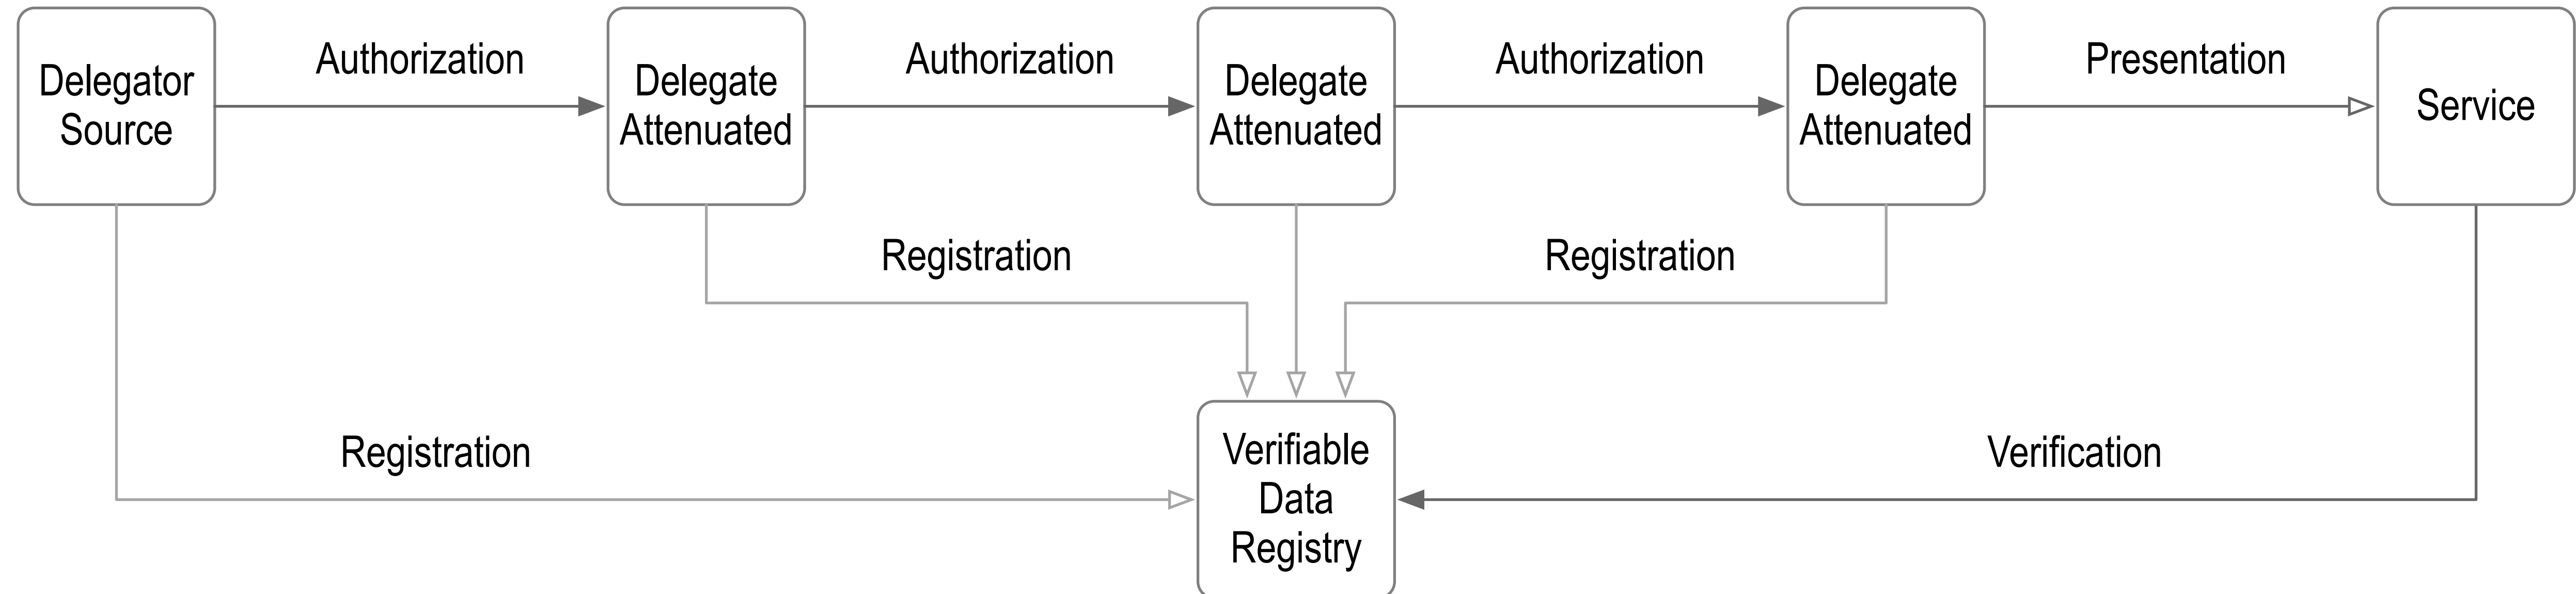 Delegator
Source
Authorization
Delegate
Attenuated
Authorization
Delegate
Attenuated
Authorization
Delegate
Attenuated
Presentation
Service
Registration
Registration
Registration
Verifiable
Data
Registry
Verification